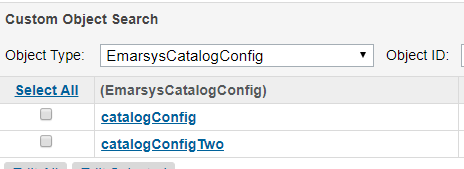 Custom Object Search
Object Type: EmarsysCatalogConfig Object ID:
Select All (EmarsysCatalogConfig)
catalogConfig
catalogConfigTwo